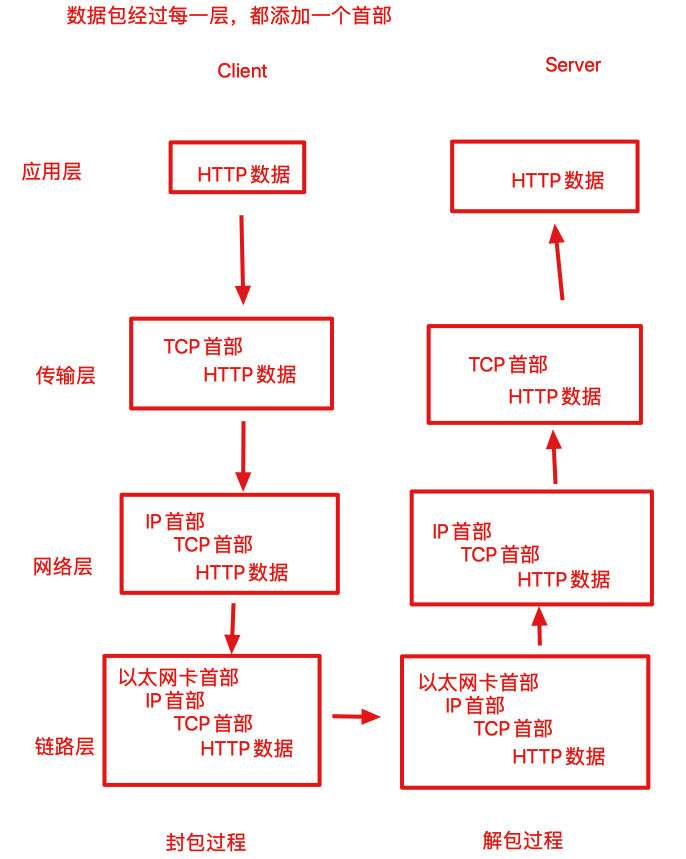 数据包经过每一层，都添加一个首部
Client
Server
应用层
HTTP 数据
HTTP 数据
传输层
TCP 首部
HTTP 数据
TCP 首部
HTTP 数据
网络层
IP 首部
TCP 首部
HTTP 数据
IP 首部
TCP 首部
HTTP 数据
链路层
以太网卡首部
IP 首部
TCP 首部
HTTP 数据
以太网卡首部
IP 首部
TCP 首部
HTTP 数据
封包过程
解包过程